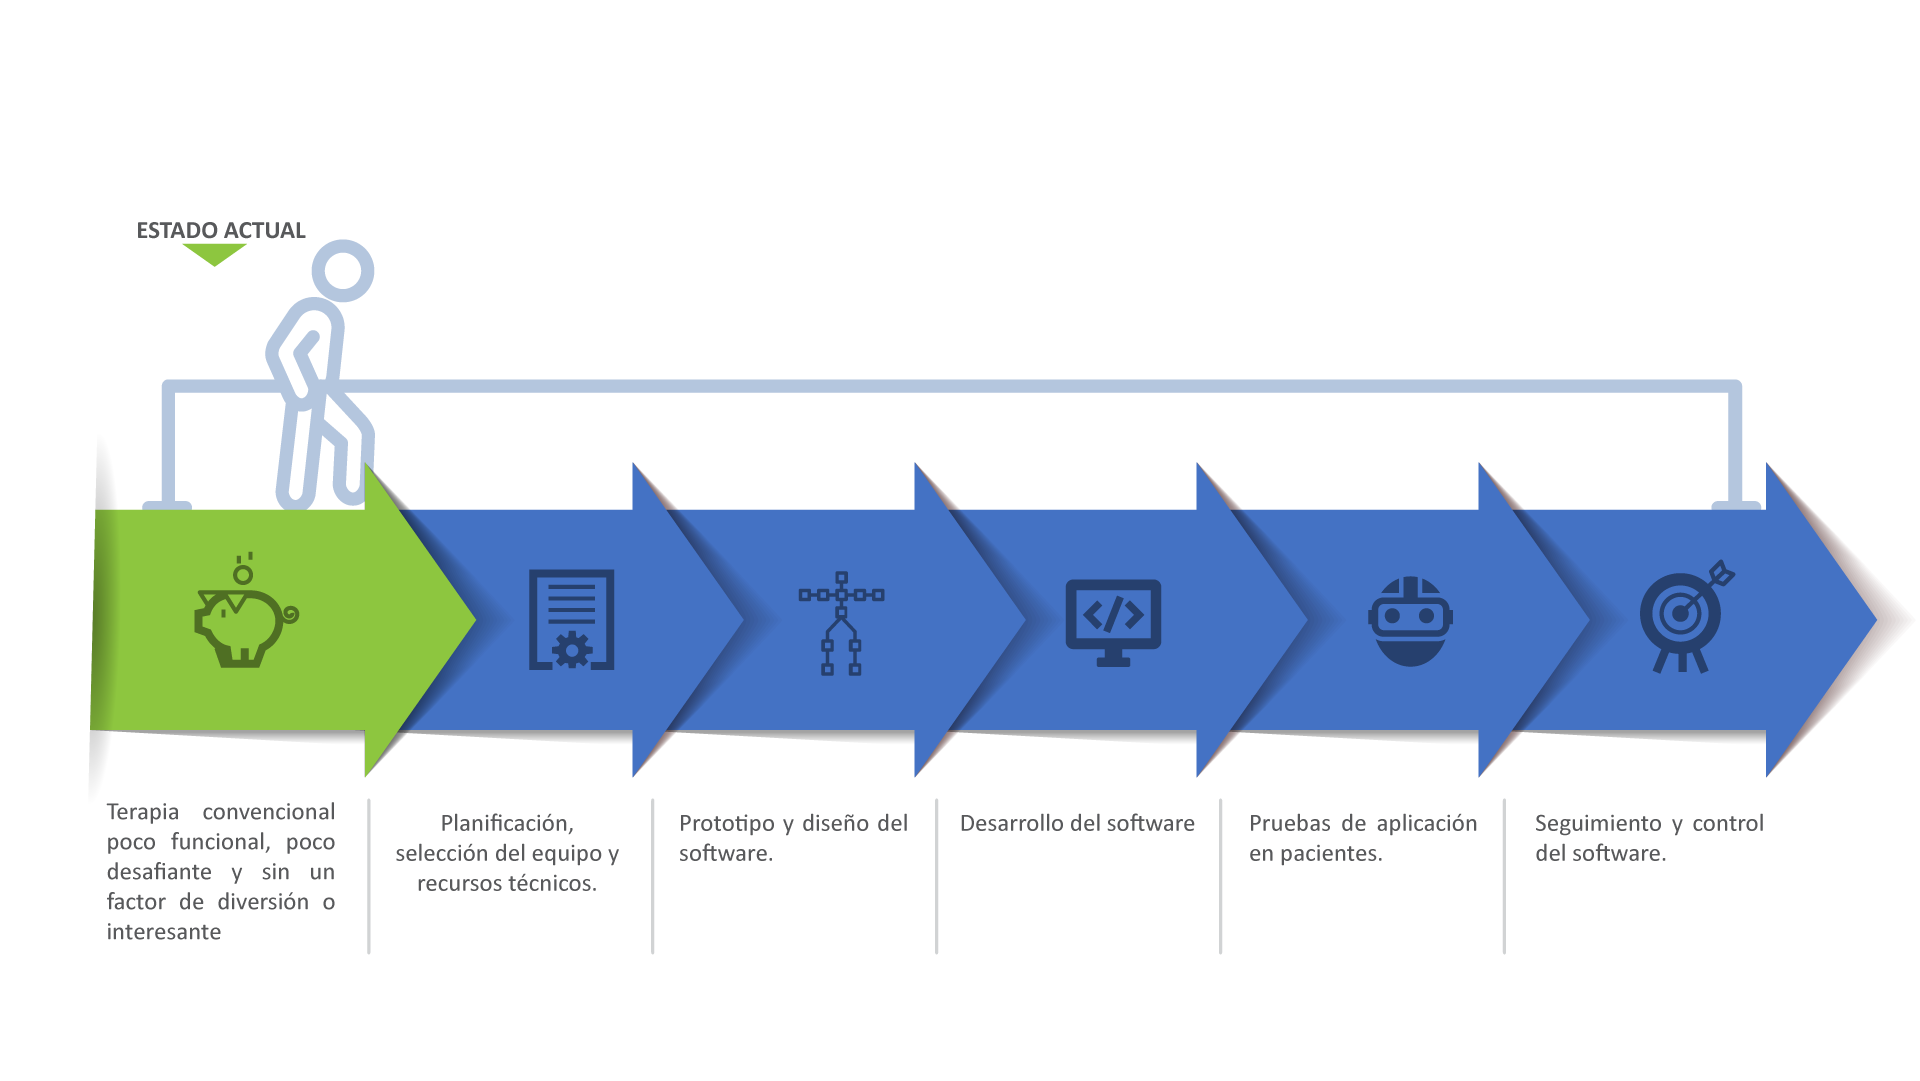 ESTADO ACTUAL
Terapia convencional
poco funcional, poco
desafiante y sin un
factor de diversión o
interesante
Planificación,
selección del equipo y
recursos técnicos.
Prototipo y diseño del
software.
Desarrollo del software
Pruebas de aplicación
en pacientes.
Seguimiento y control
del software.